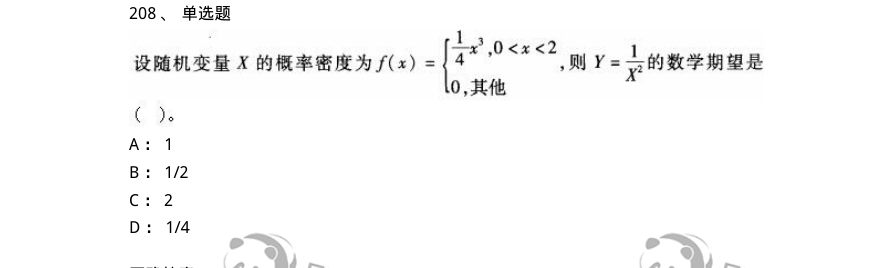 208 、 单选题
设随机变量 X 的概率密度为 f(x) = { 1/4 x³, 0 < x < 2 ; 0, 其他 , 则 Y = 1/X² 的数学期望是
（ ）。
A： 1
B： 1/2
C： 2
D： 1/4